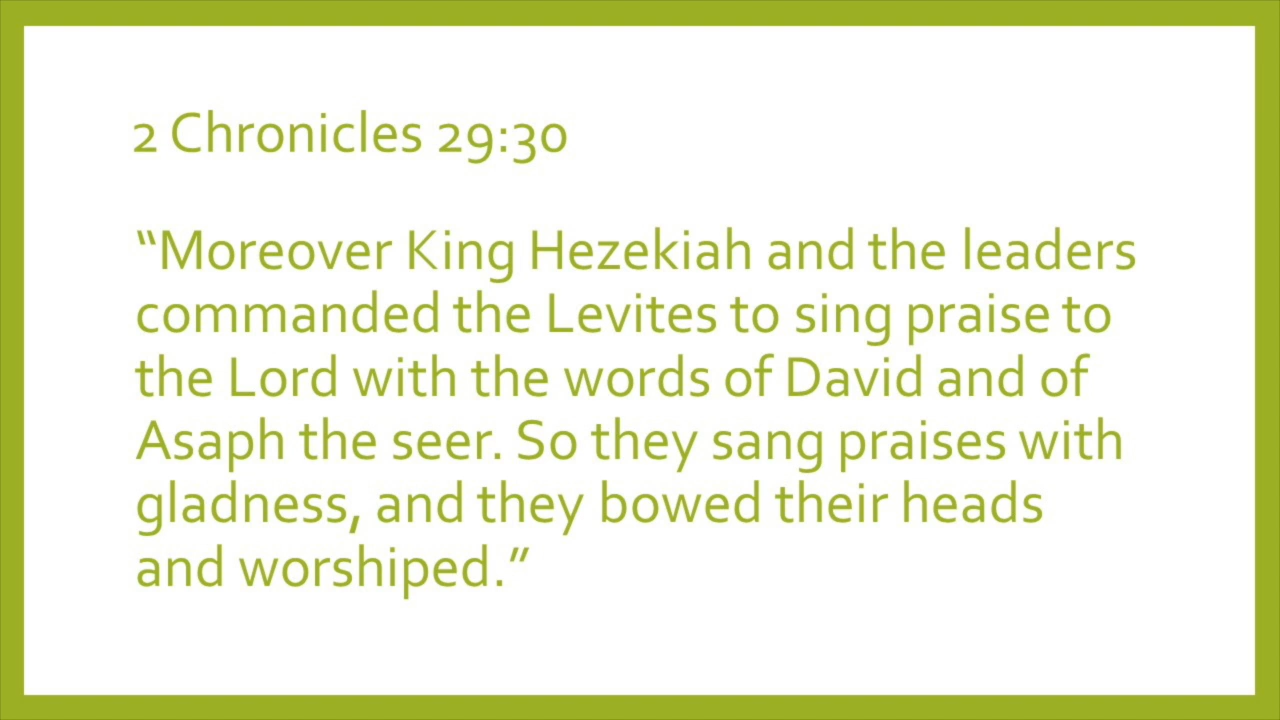 2 Chronicles 29:30
“Moreover King Hezekiah and the leaders
commanded the Levites to sing praise to
the Lord with the words of David and of
Asaph the seer. So they sang praises with
gladness, and they bowed their heads
and worshiped.”